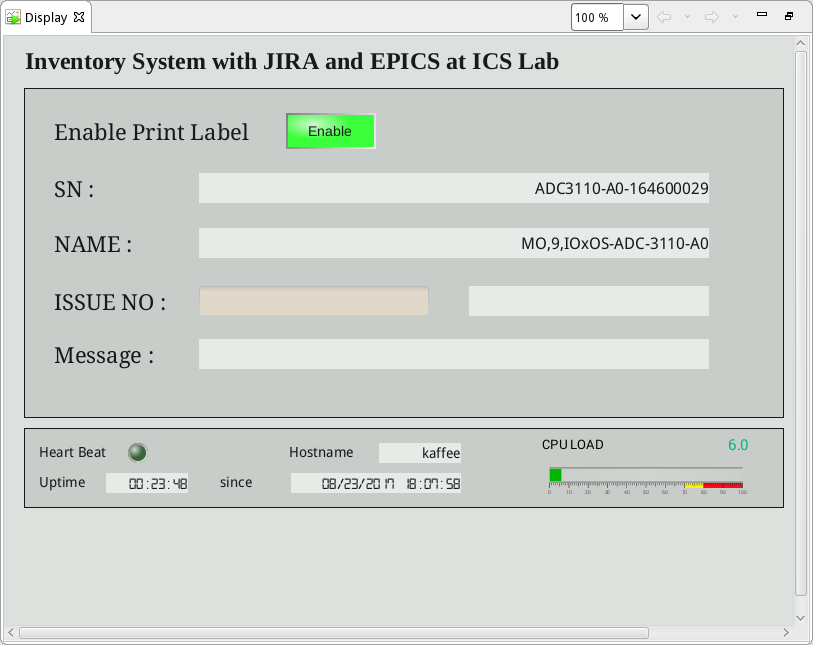 Display
100 %
Inventory System with JIRA and EPICS at ICS Lab
Enable Print Label Enable
SN : ADC3110-A0-164600029
NAME : MO,9,IOxOS-ADC-3110-A0
ISSUE NO :
Message :
Heart Beat Hostname kaffee CPU LOAD 6.0
Uptime 00:23:48 since 08/23/2017 18:07:58
0 10 20 30 40 50 60 70 80 90 100